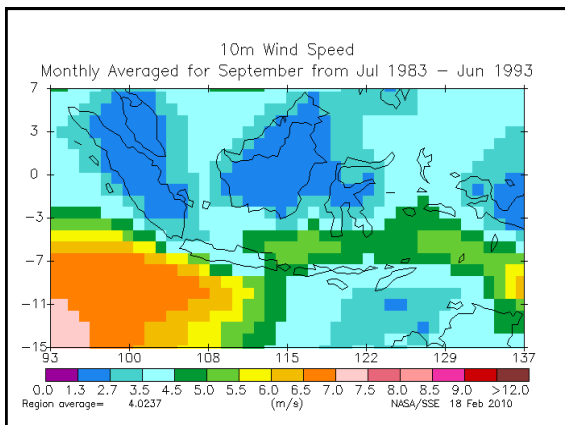 10m Wind Speed
Monthly Averaged for September from Jul 1983 – Jun 1993
7
3
0
−3
−7
−11
−15
93 100 108 115 122 129 137
0.0 1.3 2.7 3.5 4.5 5.0 5.5 6.0 6.5 7.0 7.5 8.0 8.5 9.0 >12.0
Region average= 4.0237 (m/s) NASA/SSE 18 Feb 2010